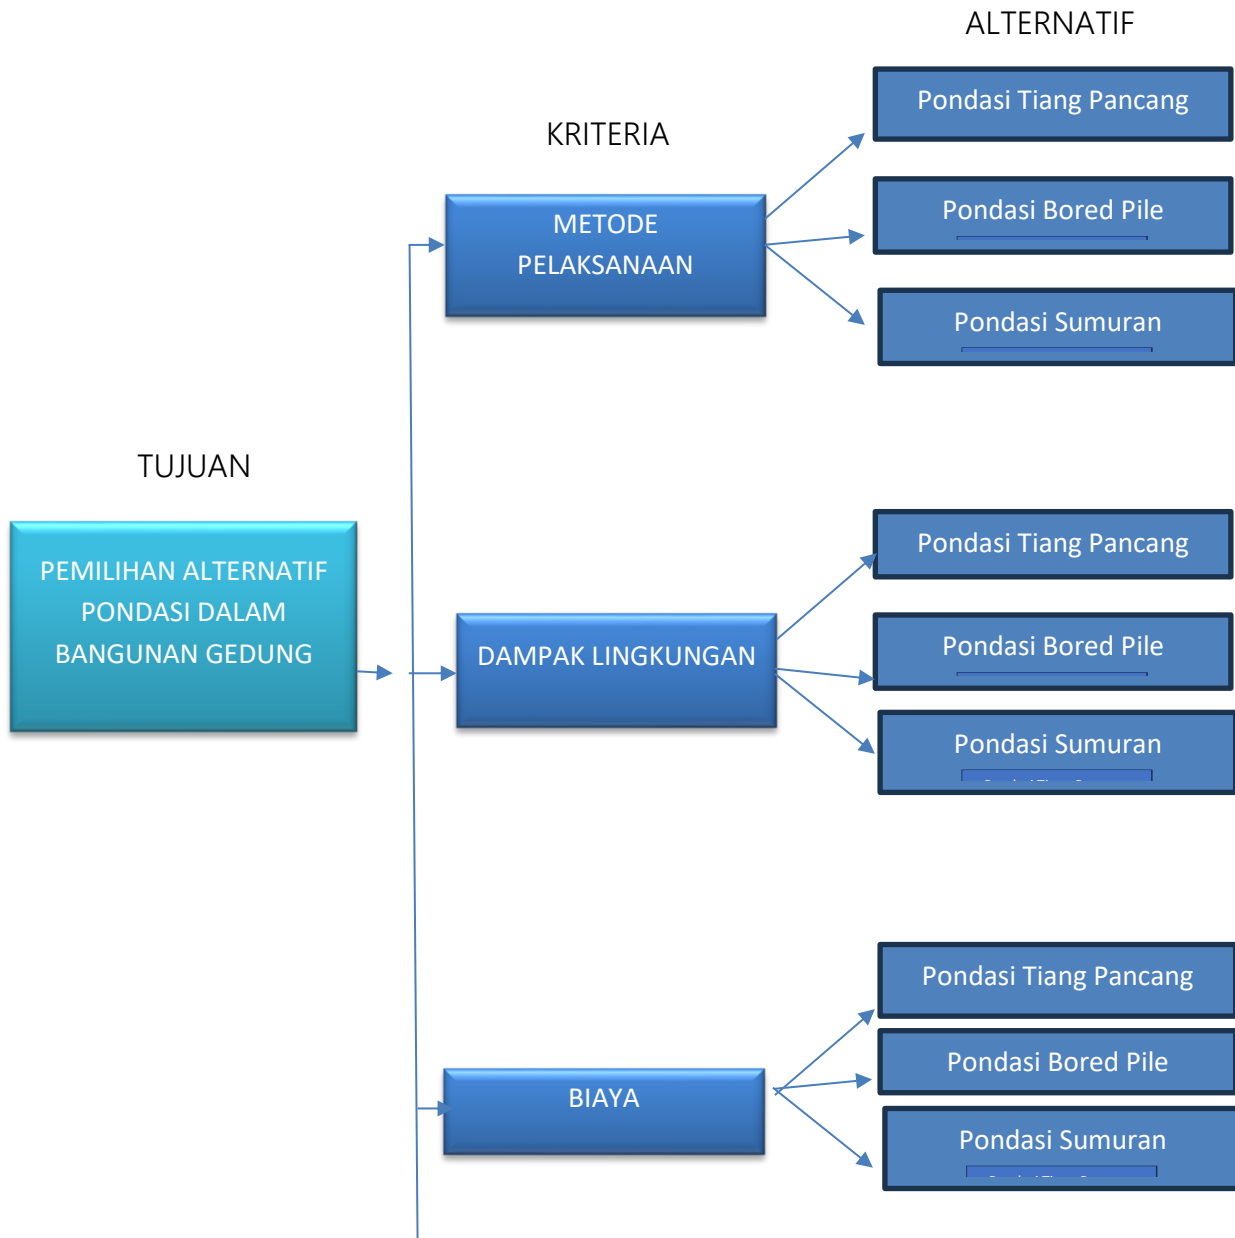 ALTERNATIF
Pondasi Tiang Pancang
KRITERIA
METODE
PELAKSANAAN
Pondasi Bored Pile
Pondasi Sumuran
TUJUAN
PEMILIHAN ALTERNATIF
PONDASI DALAM
BANGUNAN GEDUNG
DAMPAK LINGKUNGAN
Pondasi Tiang Pancang
Pondasi Bored Pile
Pondasi Sumuran
BIAYA
Pondasi Tiang Pancang
Pondasi Bored Pile
Pondasi Sumuran